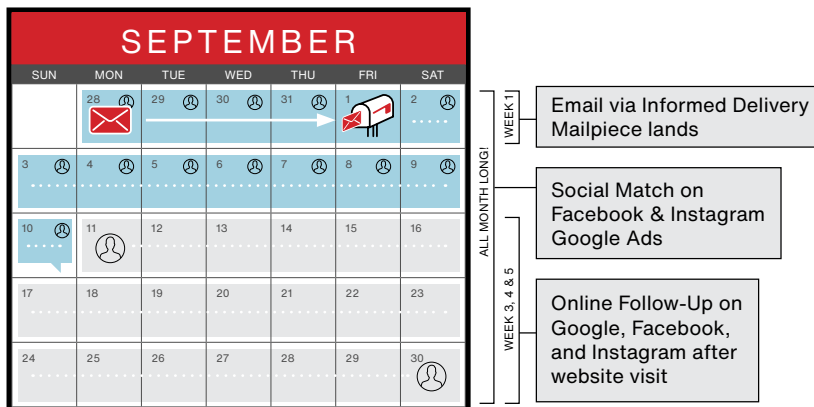 SEPTEMBER
SUN MON TUE WED THU FRI SAT
28 29 30 31 1 2
3 4 5 6 7 8 9
10 11 12 13 14 15 16
17 18 19 20 21 22 23
24 25 26 27 28 29 30
ALL MONTH LONG!
WEEK 1
WEEK 3, 4 & 5
Email via Informed Delivery
Mailpiece lands
Social Match on
Facebook & Instagram
Google Ads
Online Follow-Up on
Google, Facebook,
and Instagram after
website visit